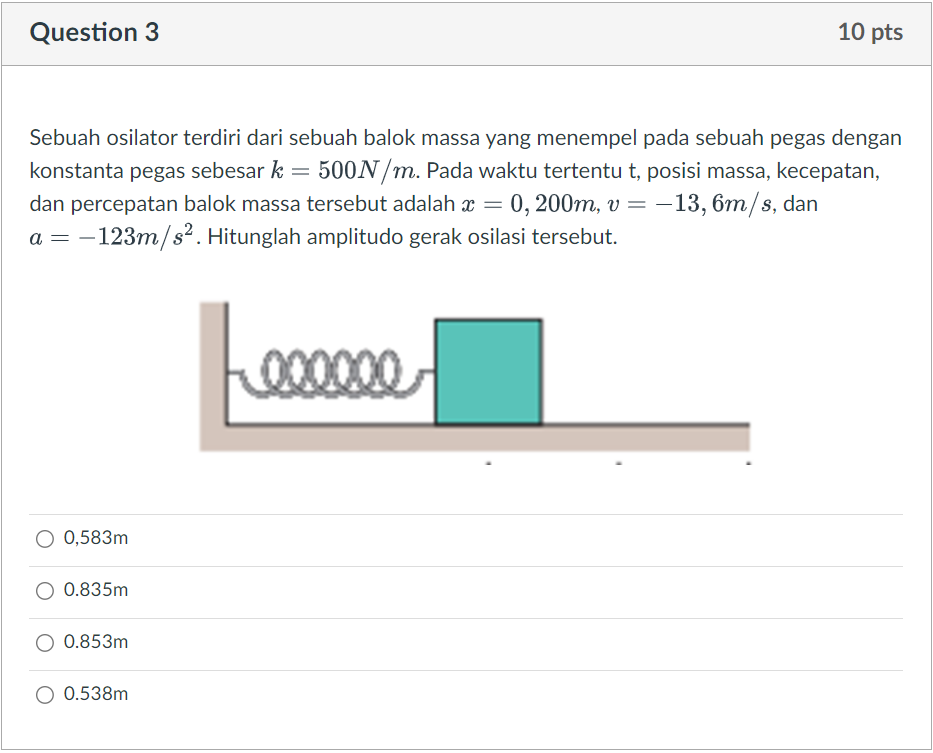 Question 3
10 pts
Sebuah osilator terdiri dari sebuah balok massa yang menempel pada sebuah pegas dengan
konstanta pegas sebesar k = 500N/m. Pada waktu tertentu t, posisi massa, kecepatan,
dan percepatan balok massa tersebut adalah x = 0,200m, v = −13,6m/s, dan
a = −123m/s². Hitunglah amplitudo gerak osilasi tersebut.
0,583m
0.835m
0.853m
0.538m